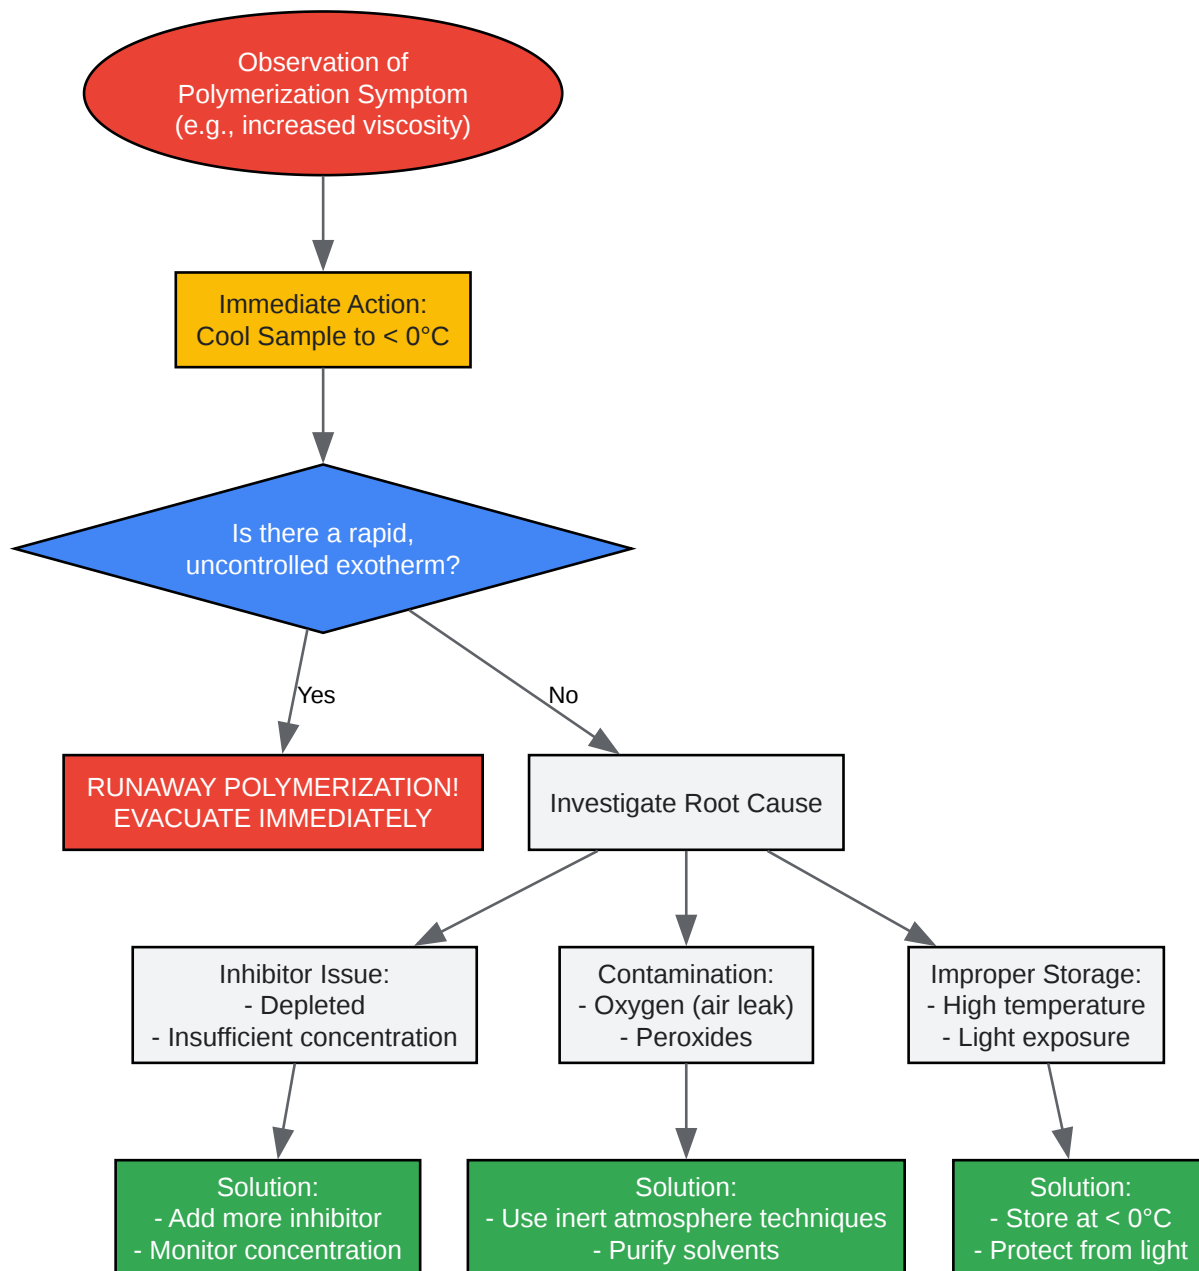 Observation of
Polymerization Symptom
(e.g., increased viscosity)
Immediate Action:
Cool Sample to < 0°C
Is there a rapid,
uncontrolled exotherm?
Yes
No
RUNAWAY POLYMERIZATION!
EVACUATE IMMEDIATELY
Investigate Root Cause
Inhibitor Issue:
- Depleted
- Insufficient concentration
Contamination:
- Oxygen (air leak)
- Peroxides
Improper Storage:
- High temperature
- Light exposure
Solution:
- Add more inhibitor
- Monitor concentration
Solution:
- Use inert atmosphere techniques
- Purify solvents
Solution:
- Store at < 0°C
- Protect from light